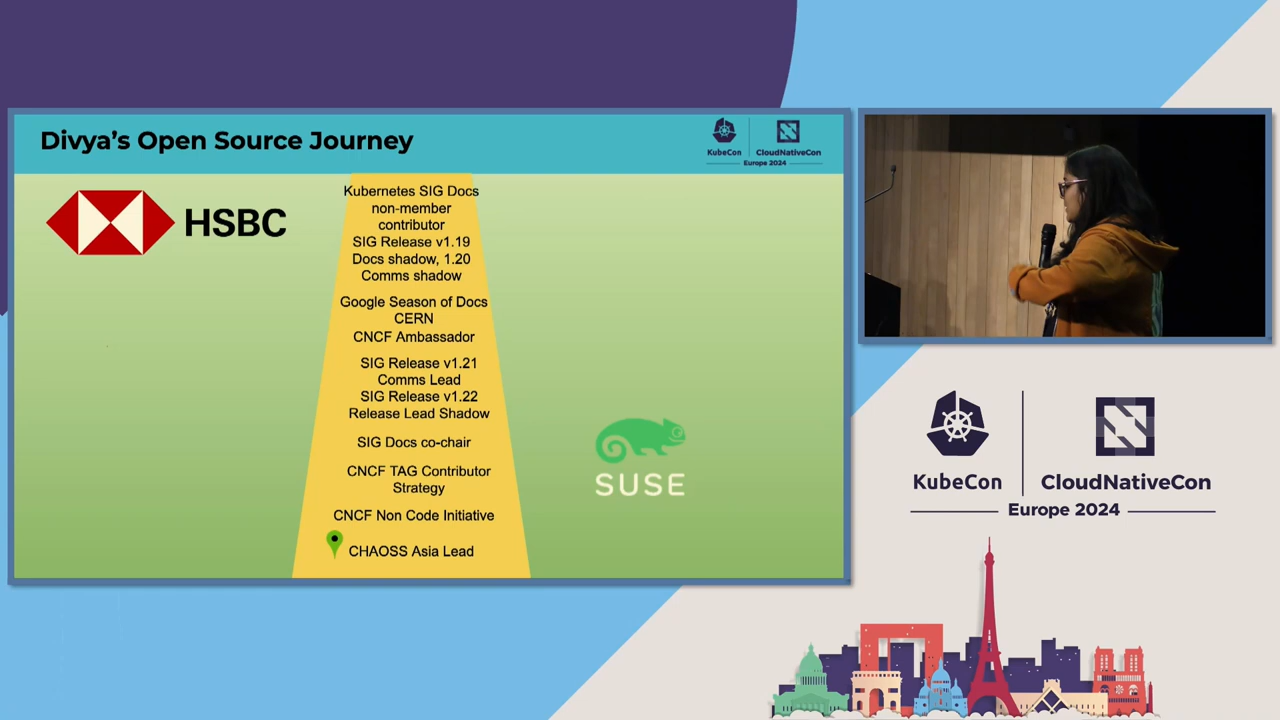 Divya's Open Source Journey
KubeCon
CloudNativeCon
Europe 2024
HSBC
Kubernetes SIG Docs
non-member
contributor
SIG Release v1.19
Docs shadow, 1.20
Comms shadow
Google Season of Docs
CERN
CNCF Ambassador
SIG Release v1.21
Comms Lead
SIG Release v1.22
Release Lead Shadow
SIG Docs co-chair
CNCF TAG Contributor
Strategy
CNCF Non Code Initiative
CHAOSS Asia Lead
SUSE
KubeCon
CloudNativeCon
Europe 2024